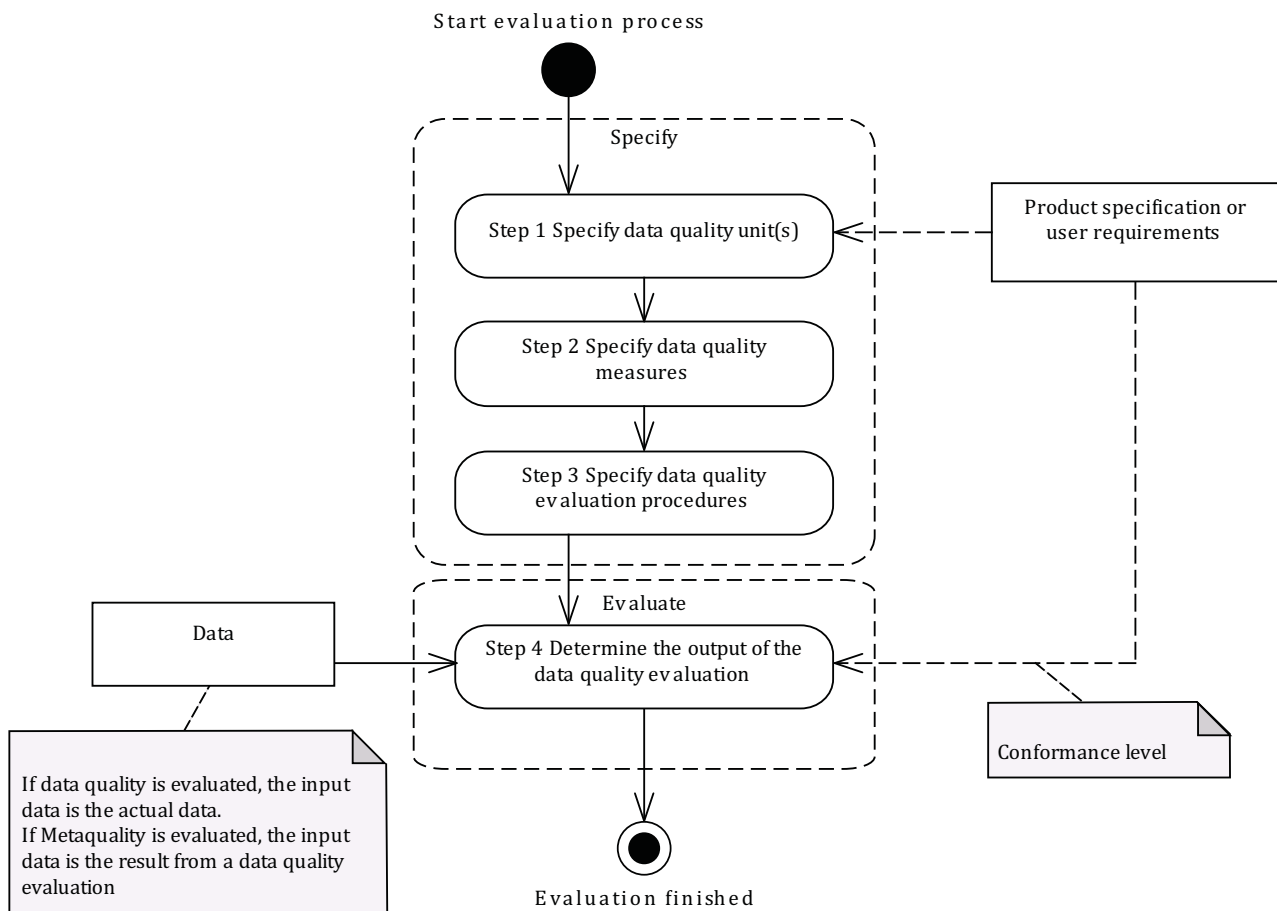 Start evaluation process
Specify
Step 1 Specify data quality unit(s)
Product specification or
user requirements
Step 2 Specify data quality
measures
Step 3 Specify data quality
evaluation procedures
Evaluate
Data
Step 4 Determine the output of the
data quality evaluation
Conformance level
If data quality is evaluated, the input
data is the actual data.
If Metaquality is evaluated, the input
data is the result from a data quality
evaluation
Evaluation finished